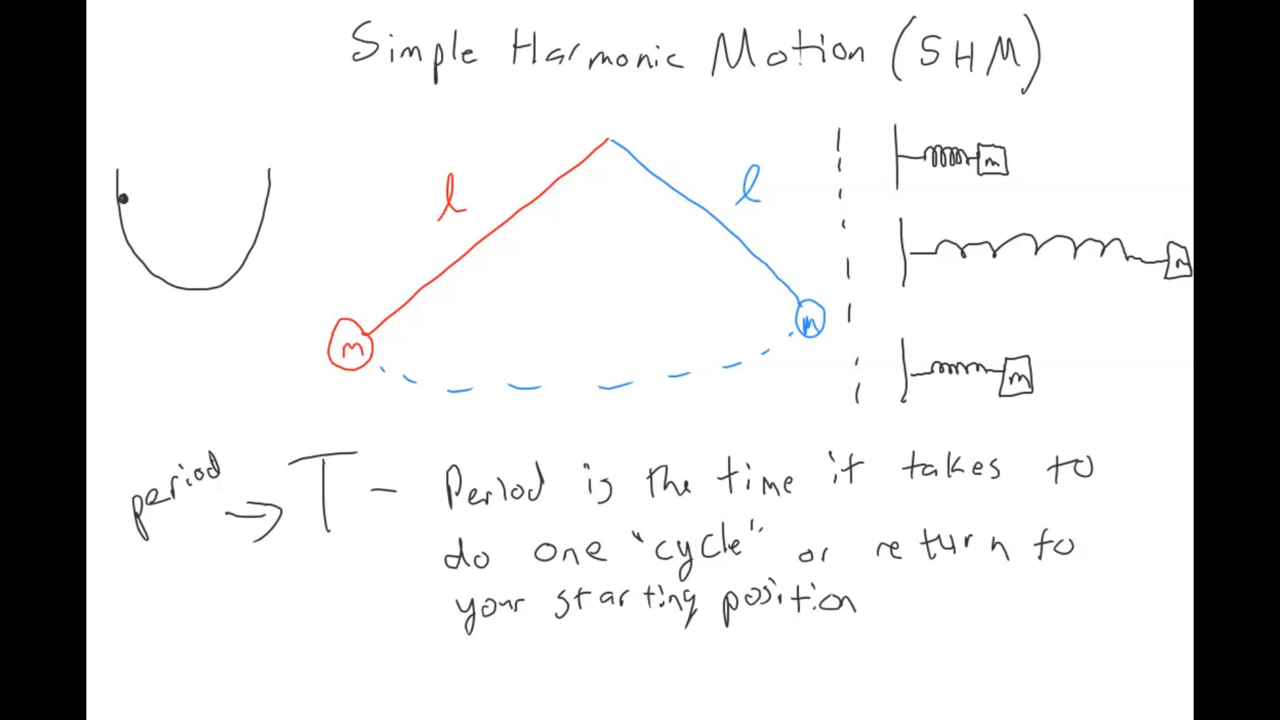 Simple Harmonic Motion (SHM)
l
l
m
m
m
m
m
period → T - Period is the time it takes to
do one "cycle" or return to
your starting position